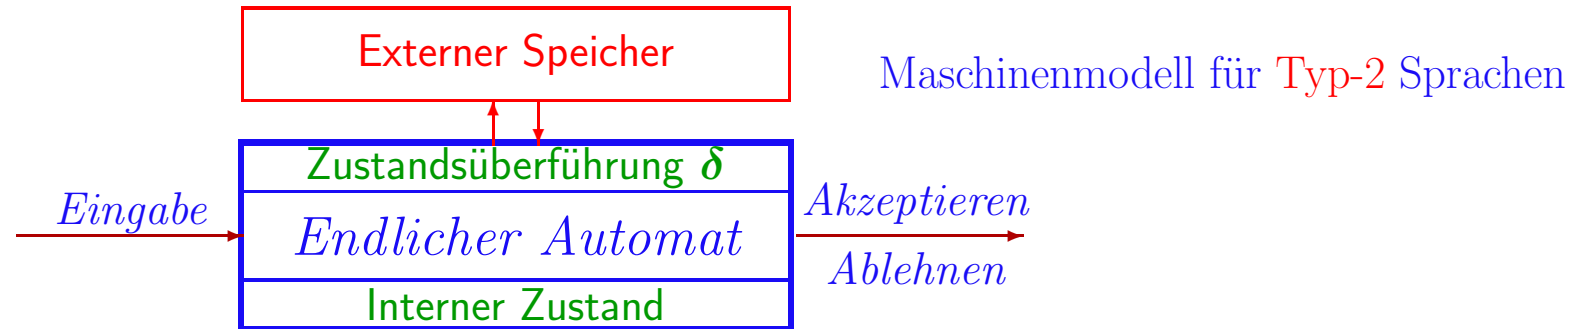 Externer Speicher
Maschinenmodell für Typ-2 Sprachen
Zustandsüberführung δ
Eingabe
Endlicher Automat
Akzeptieren
Ablehnen
Interner Zustand